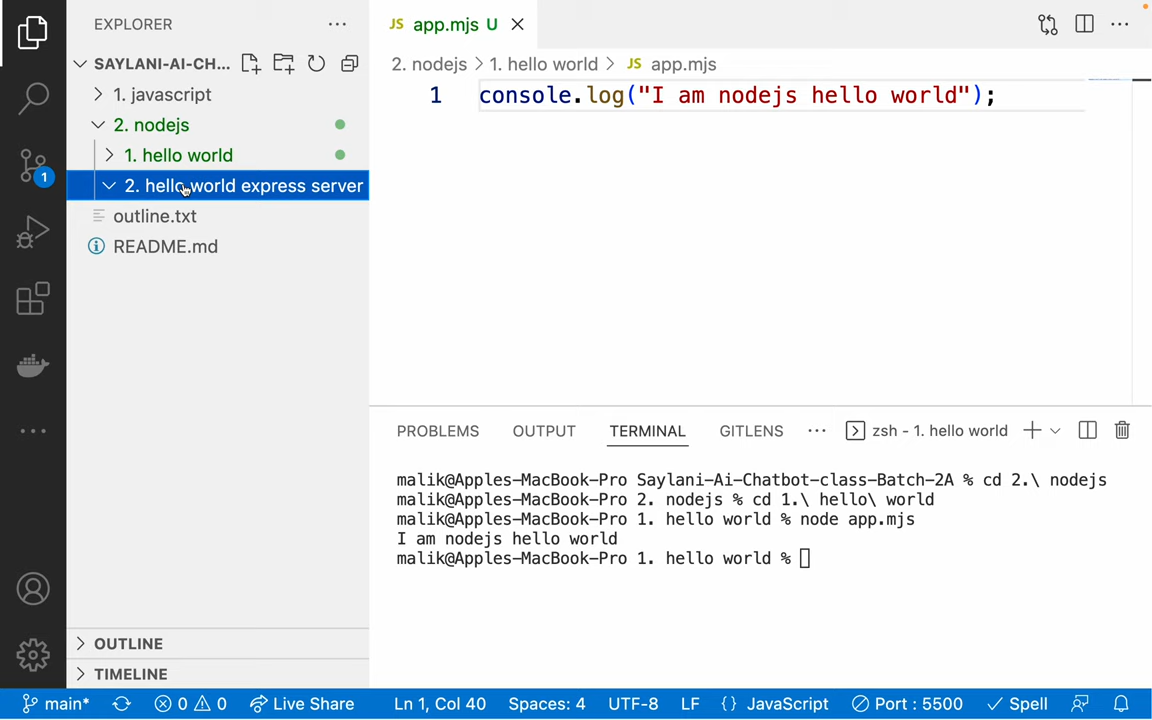 EXPLORER
SAYLANI-AI-CH...
1. javascript
2. nodejs
1. hello world
2. hello world express server
outline.txt
README.md
OUTLINE
TIMELINE
1
JS app.mjs U
2. nodejs > 1. hello world > JS app.mjs
1 console.log("I am nodejs hello world");
PROBLEMS OUTPUT TERMINAL GITLENS ... zsh - 1. hello world
malik@Apples-MacBook-Pro Saylani-Ai-Chatbot-class-Batch-2A % cd 2.\ nodejs
malik@Apples-MacBook-Pro 2. nodejs % cd 1.\ hello\ world
malik@Apples-MacBook-Pro 1. hello world % node app.mjs
I am nodejs hello world
malik@Apples-MacBook-Pro 1. hello world %
main* 0 0 Live Share Ln 1, Col 40 Spaces: 4 UTF-8 LF {} JavaScript Port : 5500 Spell